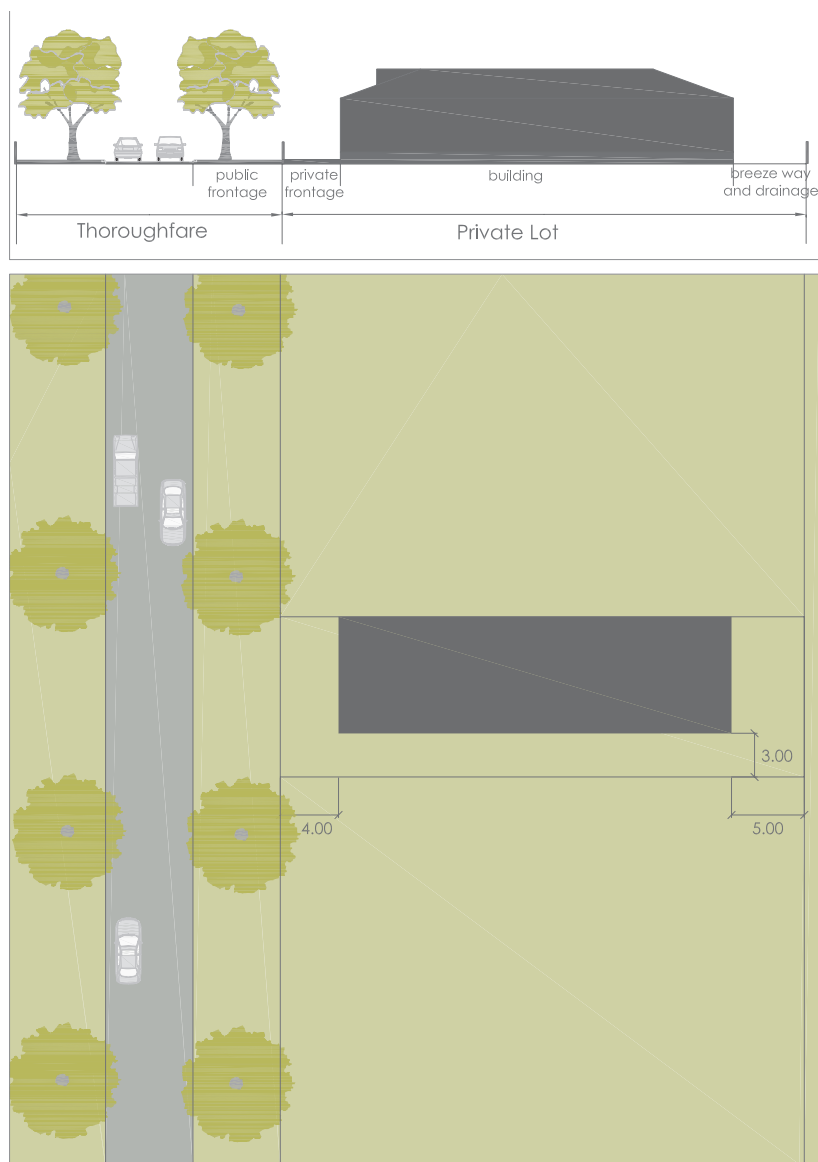 public
frontage
private
frontage
building
breeze way
and drainage
Thoroughfare
Private Lot
3.00
4.00
5.00